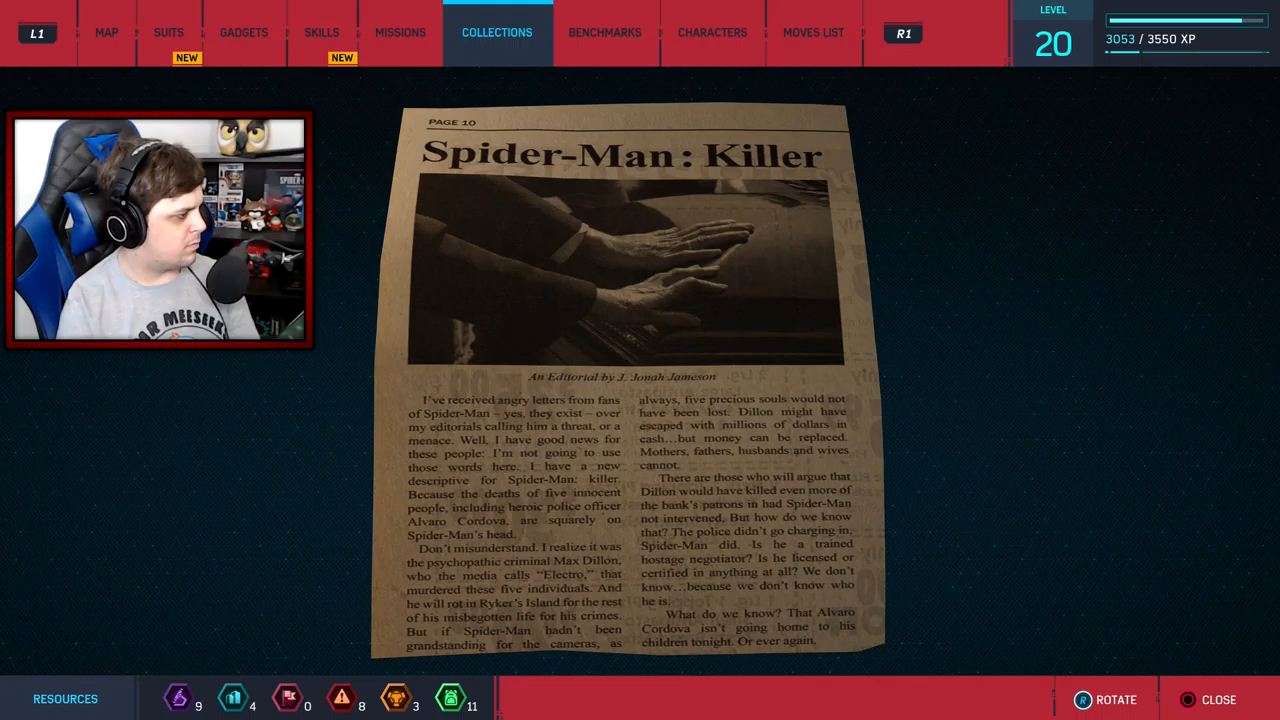 L1 MAP SUITS GADGETS SKILLS MISSIONS COLLECTIONS BENCHMARKS CHARACTERS MOVES LIST R1
NEW NEW
LEVEL
20
3053 / 3550 XP
PAGE 10
Spider-Man: Killer
An Editorial by J. Jonah Jameson
I've received angry letters from fans
of Spider-Man – yes, they exist – over
my editorials calling him a threat, or a
menace. Well, I have good news for
these people: I'm not going to use
those words here. I have a new
descriptive for Spider-Man: killer.
Because the deaths of five innocent
people, including heroic police officer
Alvaro Cordova, are squarely on
Spider-Man's head.
Don't misunderstand. I realize it was
the psychopathic criminal Max Dillon,
who the media calls "Electro," that
murdered these five individuals. And
he will rot in Ryker's Island for the rest
of his misbegotten life for his crimes.
But if Spider-Man hadn't been
grandstanding for the cameras, as
always, five precious souls would not
have been lost. Dillon might have
escaped with millions of dollars in
cash...but money can be replaced.
Mothers, fathers, husbands and wives
cannot.
There are those who will argue that
Dillon would have killed even more of
the bank's patrons in had Spider-Man
not intervened. But how do we know
that? The police didn't go charging in,
Spider-Man did. Is he a trained
hostage negotiator? Is he licensed or
certified in anything at all? We don't
know...because we don't know who
he is.
What do we know? That Alvaro
Cordova isn't going home to his
children tonight. Or ever again.
MEESEEK
RESOURCES 9 4 0 8 3 11
R ROTATE CLOSE